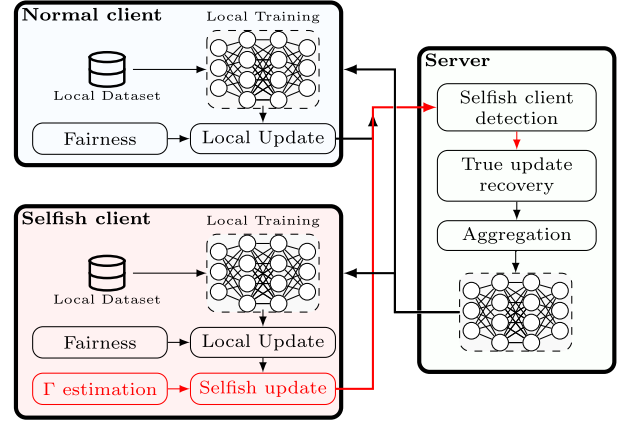 Normal client
Local Training
Local Dataset
Fairness
Local Update
Selfish client
Local Training
Local Dataset
Fairness
Local Update
Γ estimation
Selfish update
Server
Selfish client
detection
True update
recovery
Aggregation